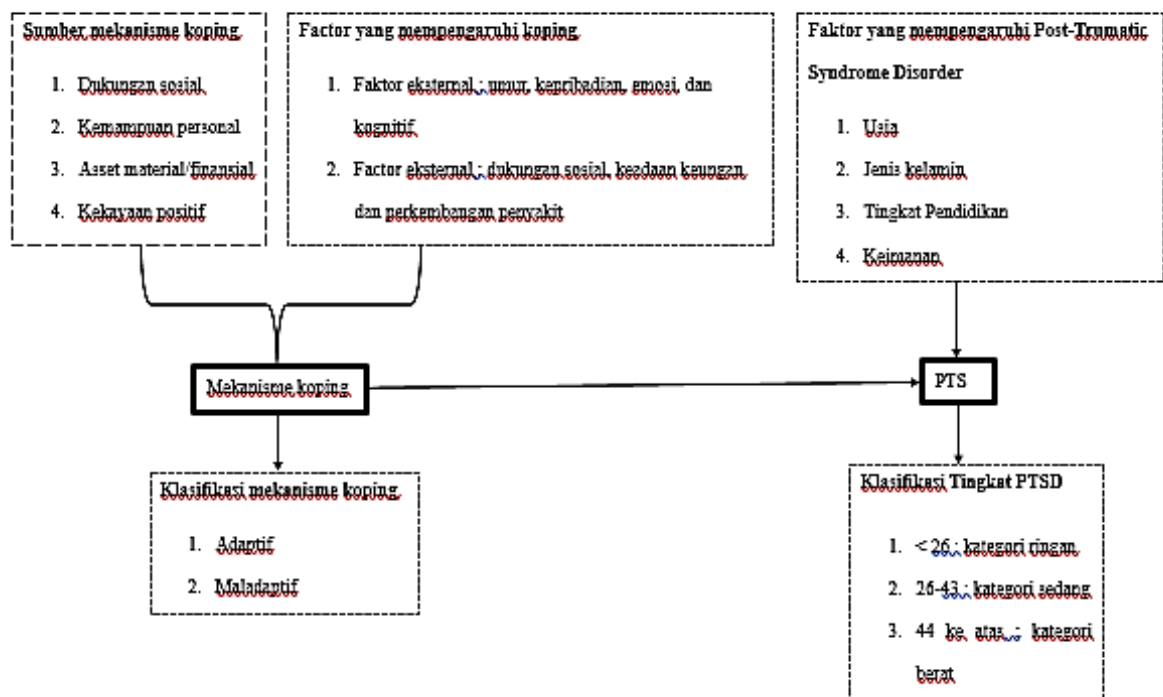 Sumber mekanisme koping
1. Dukungan sosial
2. Kemampuan personal
3. Asset material/finansial
4. Kekayaan positif
Factor yang mempengaruhi koping
1. Faktor eksternal : umur, kepribadian, emosi, dan
kognitif
2. Factor eksternal : dukungan sosial, keadaan keungan
dan perkembangan penyakit
Faktor yang mempengaruhi Post-Trumatic
Syndrome Disorder
1. Usia
2. Jenis kelamin
3. Tingkat Pendidikan
4. Keimanan
Mekanisme koping
PTS
Klasifikasi mekanisme koping
1. Adaptif
2. Maladaptif
Klasifikasi Tingkat PTSD
1. < 26 : kategori ringan
2. 26-43 : kategori sedang
3. 44 ke atas : kategori
berat